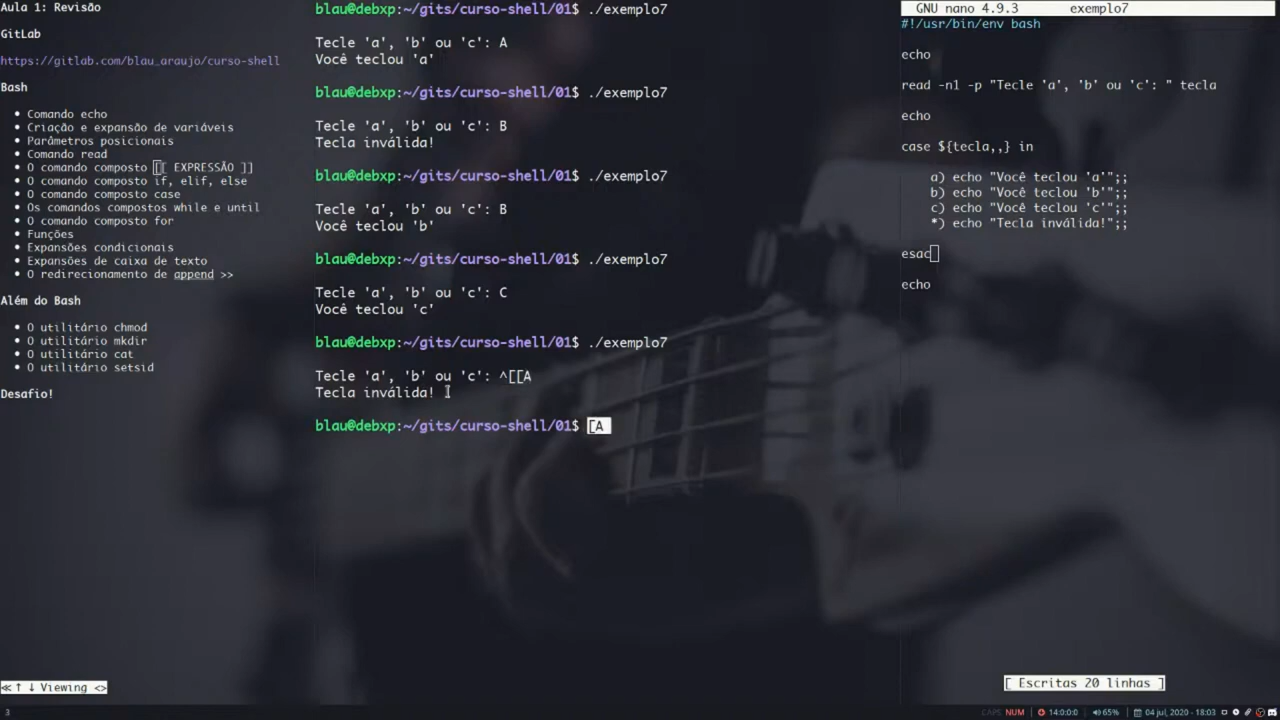 Aula 1: Revisão
GitLab
https://gitlab.com/blau_araujo/curso-shell
Bash
• Comando echo
• Criação e expansão de variáveis
• Parâmetros posicionais
• Comando read
• O comando composto [[ EXPRESSÃO ]]
• O comando composto if, elif, else
• O comando composto case
• Os comandos compostos while e until
• O comando composto for
• Funções
• Expansões condicionais
• Expansões de caixa de texto
• O redirecionamento de append >>
Além do Bash
• O utilitário chmod
• O utilitário mkdir
• O utilitário cat
• O utilitário setsid
Desafio!
≪↑ ↓ Viewing <>
blau@debxp:~/gits/curso-shell/01$ ./exemplo7
Tecle 'a', 'b' ou 'c': A
Você teclou 'a'
blau@debxp:~/gits/curso-shell/01$ ./exemplo7
Tecle 'a', 'b' ou 'c': B
Tecla inválida!
blau@debxp:~/gits/curso-shell/01$ ./exemplo7
Tecle 'a', 'b' ou 'c': B
Você teclou 'b'
blau@debxp:~/gits/curso-shell/01$ ./exemplo7
Tecle 'a', 'b' ou 'c': C
Você teclou 'c'
blau@debxp:~/gits/curso-shell/01$ ./exemplo7
Tecle 'a', 'b' ou 'c': ^[[A
Tecla inválida!
blau@debxp:~/gits/curso-shell/01$ [A
GNU nano 4.9.3 exemplo7
#!/usr/bin/env bash
echo
read -n1 -p "Tecle 'a', 'b' ou 'c': " tecla
echo
case ${tecla,,} in
a) echo "Você teclou 'a'";;
b) echo "Você teclou 'b'";;
c) echo "Você teclou 'c'";;
*) echo "Tecla inválida!";;
esac
echo
[ Escritas 20 linhas ]
3
CAPS NUM 14:0:0:0 65% 04 jul, 2020 - 18:03